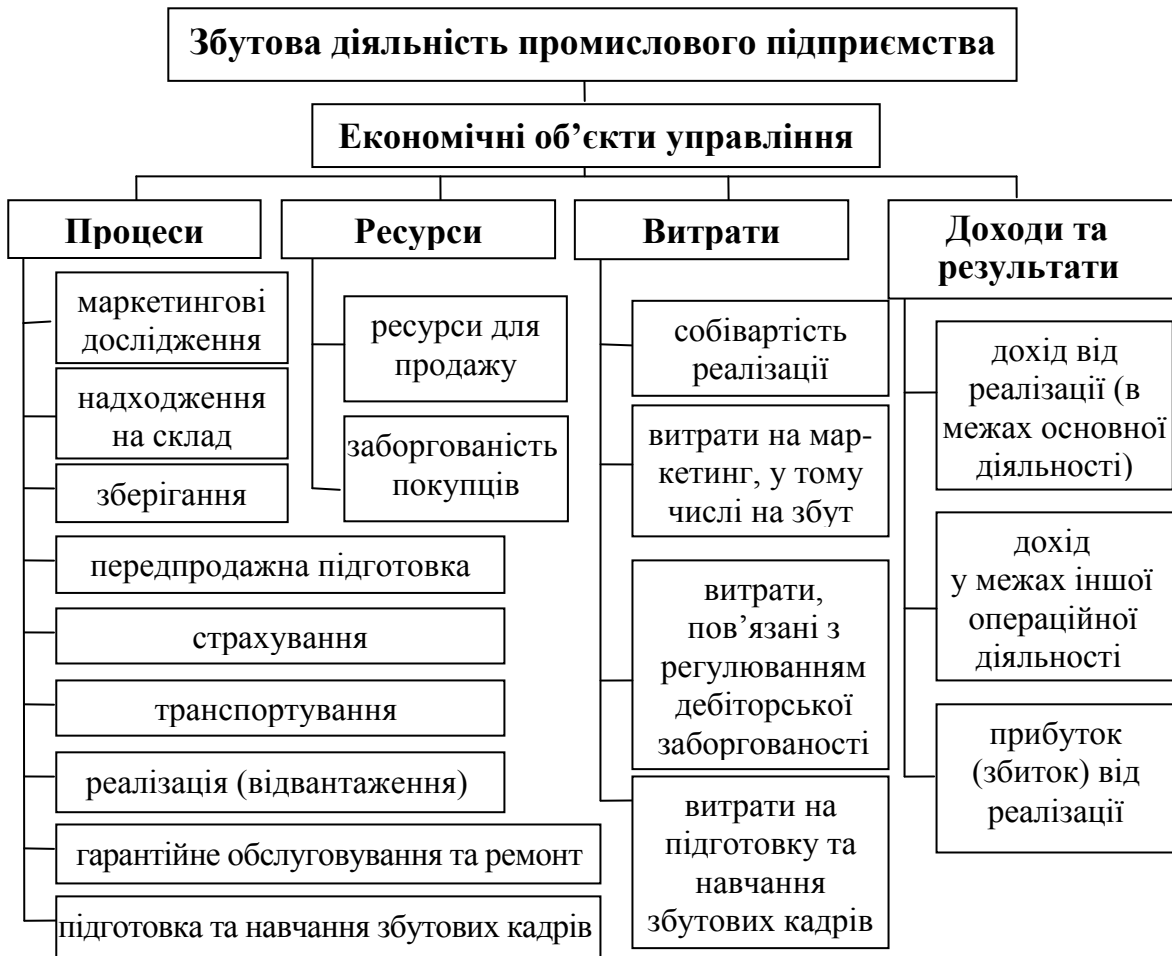 Збутова діяльність промислового підприємства
Економічні об’єкти управління
Процеси
маркетингові
дослідження
надходження
на склад
зберігання
передпродажна підготовка
страхування
транспортування
реалізація (відвантаження)
гарантійне обслуговування та ремонт
підготовка та навчання збутових кадрів
Ресурси
ресурси для
продажу
заборгованість
покупців
Витрати
собівартість
реалізації
витрати на мар-
кетинг, у тому
числі на збут
витрати,
пов’язані з
регулюванням
дебіторської
заборгованості
витрати на
підготовку та
навчання
збутових кадрів
Доходи та
результати
дохід від
реалізації (в
межах основної
діяльності)
дохід
у межах іншої
операційної
діяльності
прибуток
(збиток) від
реалізації